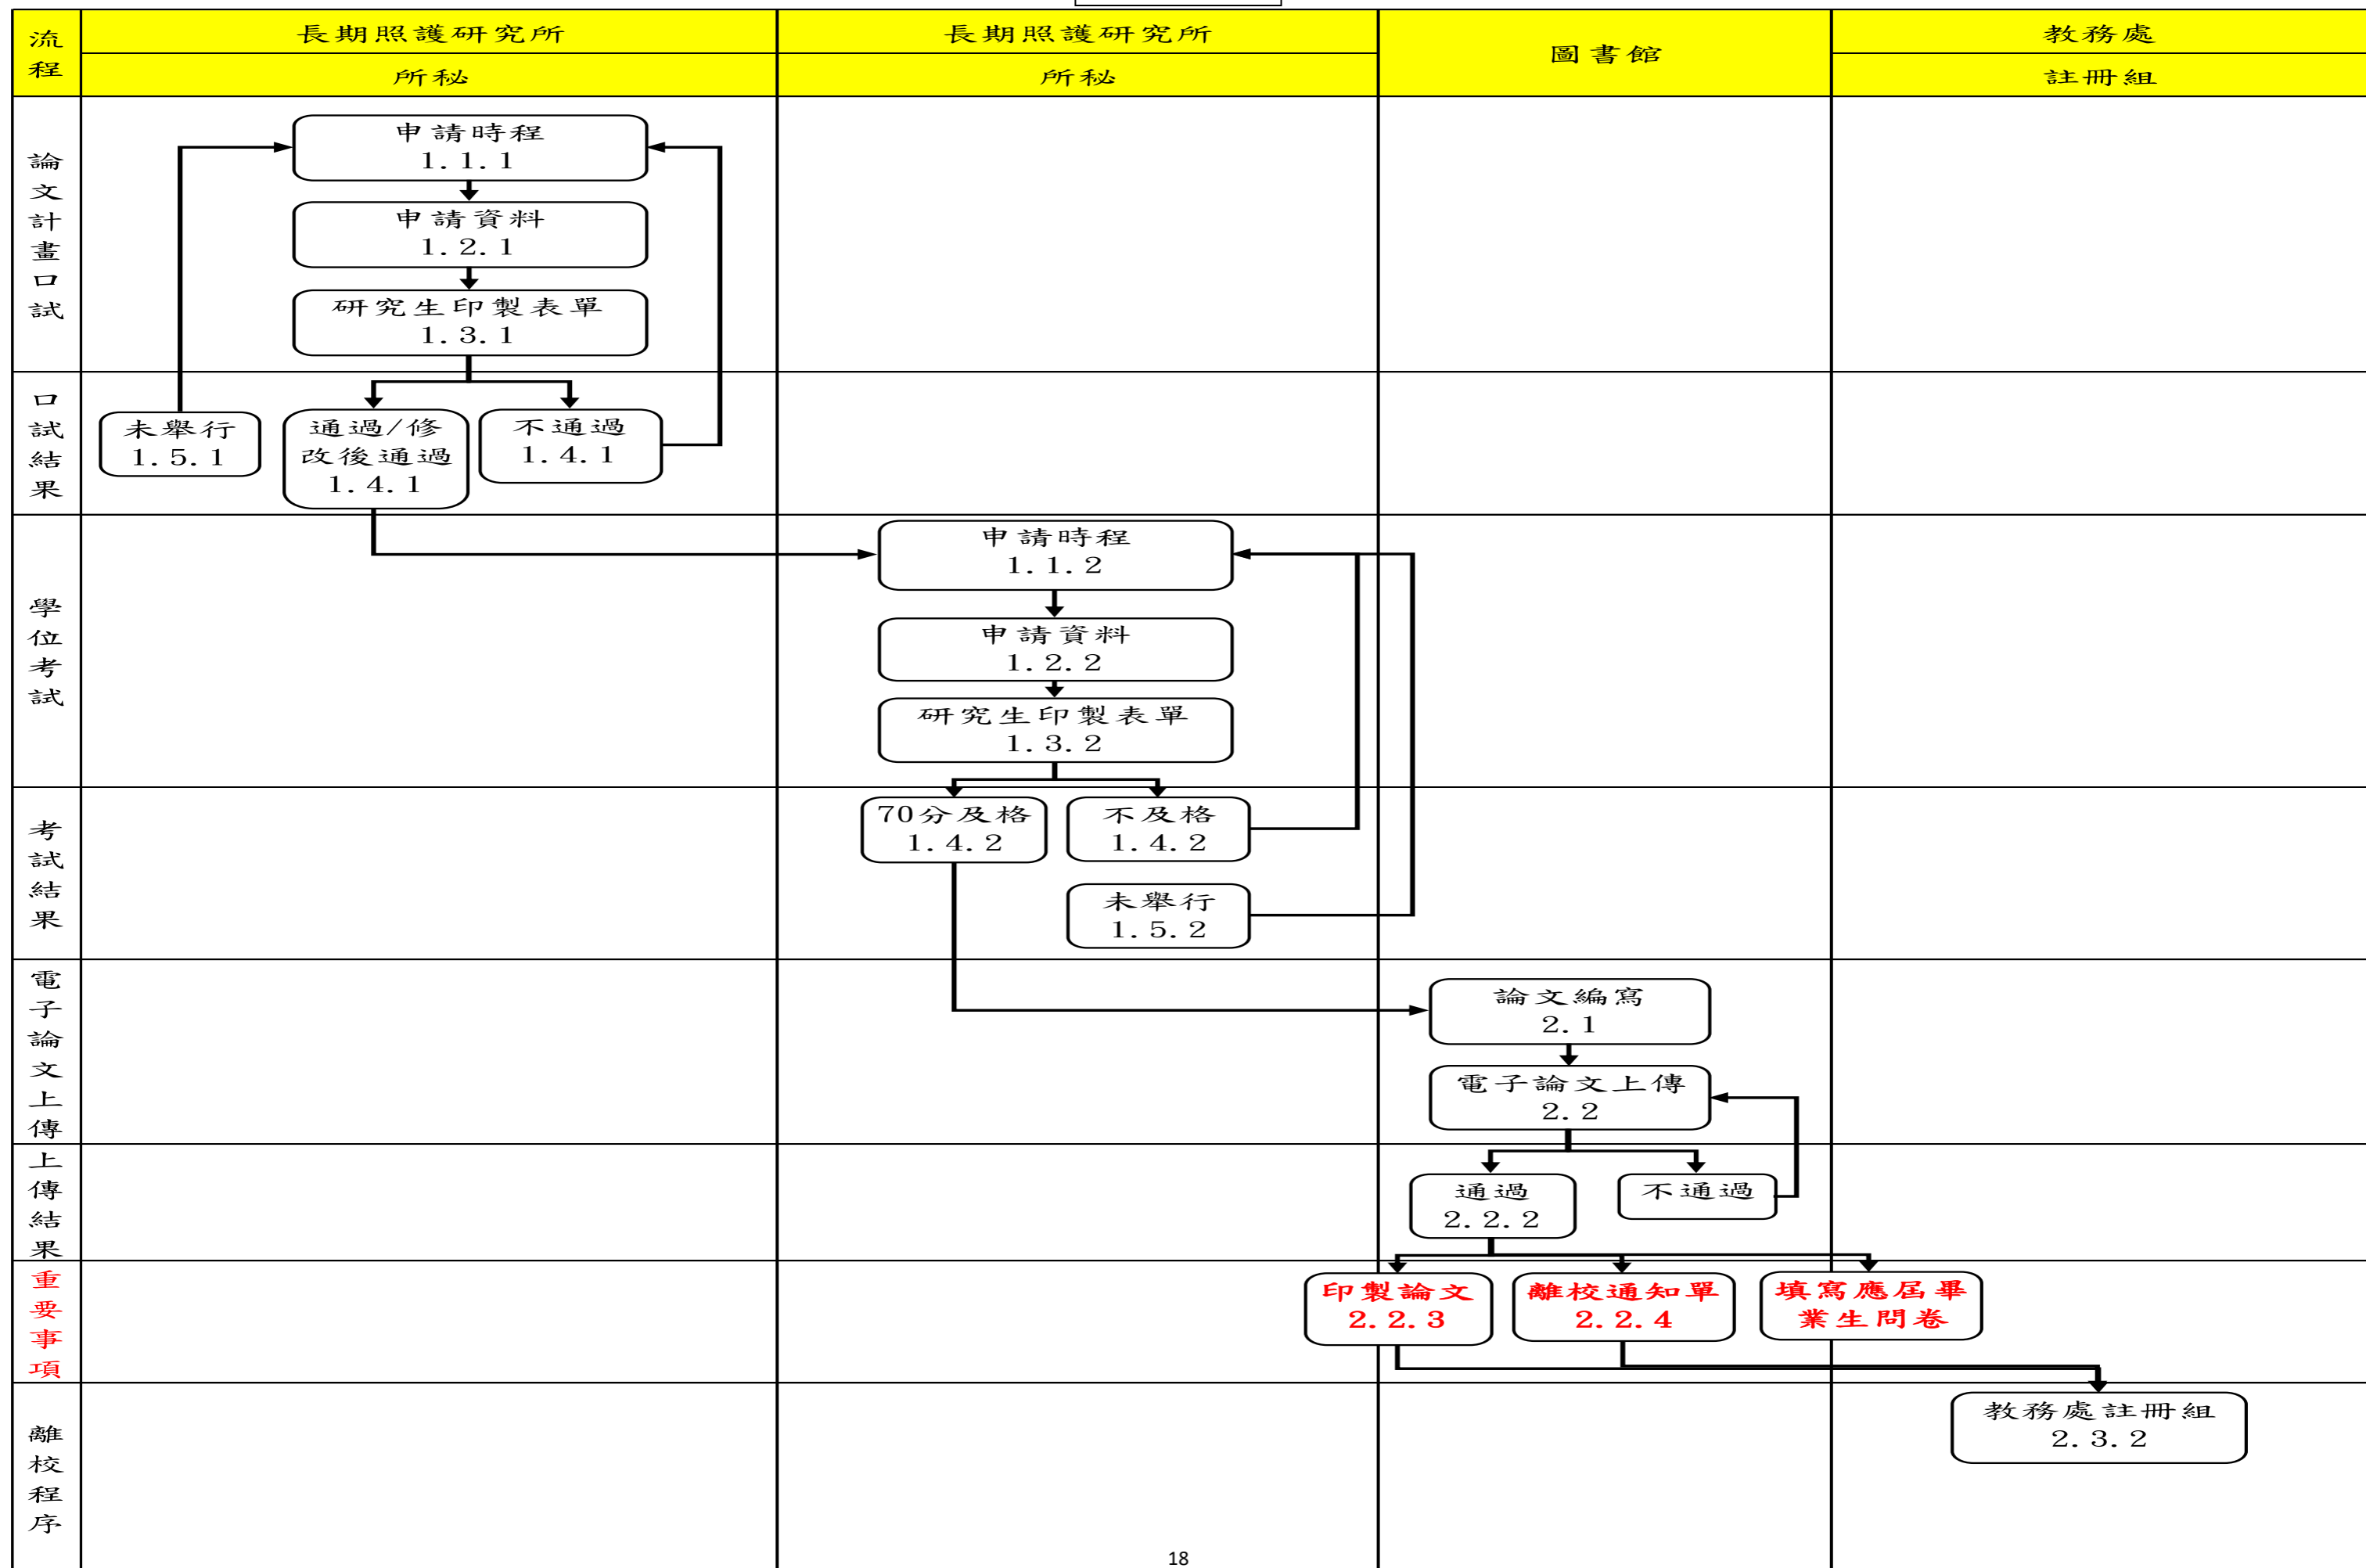 流程
長期照護研究所
長期照護研究所
圖書館
教務處
所秘
所秘
註冊組
論文計畫口試
申請時程
1.1.1
申請資料
1.2.1
研究生印製表單
1.3.1
口試結果
未舉行
1.5.1
通過/修
改後通過
1.4.1
不通過
1.4.1
學位考試
申請時程
1.1.2
申請資料
1.2.2
研究生印製表單
1.3.2
考試結果
70分及格
1.4.2
不及格
1.4.2
未舉行
1.5.2
電子論文上傳
論文編寫
2.1
電子論文上傳
2.2
上傳結果
通過
2.2.2
不通過
重要事項
印製論文
2.2.3
離校通知單
2.2.4
填寫應屆畢
業生問卷
離校程序
教務處註冊組
2.3.2
18